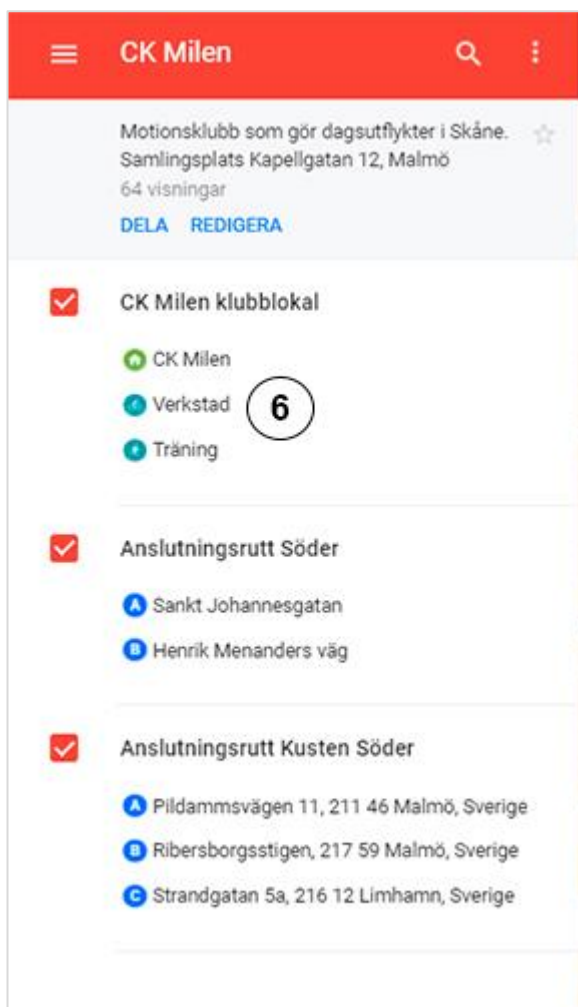 CK Milen
Motionsklubb som gör dagsutflykter i Skåne.
Samlingsplats Kapellgatan 12, Malmö
64 visningar
DELA REDIGERA
CK Milen klubblokal
CK Milen
Verkstad
6
Träning
Anslutningsrutt Söder
A Sankt Johannesgatan
B Henrik Menanders väg
Anslutningsrutt Kusten Söder
A Pildammsvägen 11, 211 46 Malmö, Sverige
B Ribersborgsstigen, 217 59 Malmö, Sverige
C Strandgatan 5a, 216 12 Limhamn, Sverige